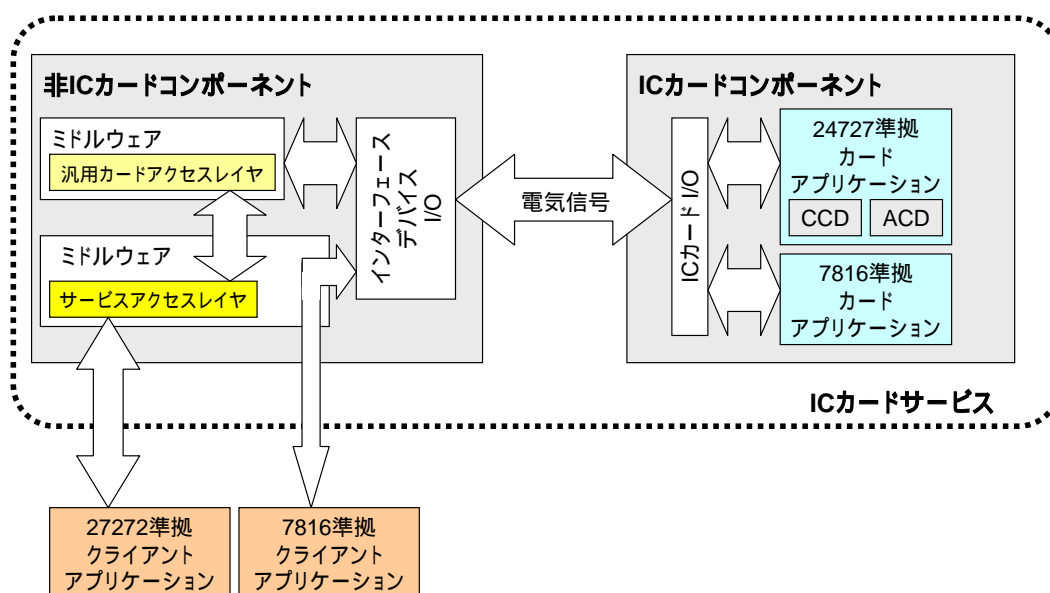 非ICカードコンポーネント
ミドルウェア
汎用カードアクセスレイヤ
ミドルウェア
サービスアクセスレイヤ
インターフェース
デバイス
I/O
電気信号
ICカードコンポーネント
ICカード I/O
24727準拠
カード
アプリケーション
CCD
ACD
7816準拠
カード
アプリケーション
ICカードサービス
27272準拠
クライアント
アプリケーション
7816準拠
クライアント
アプリケーション